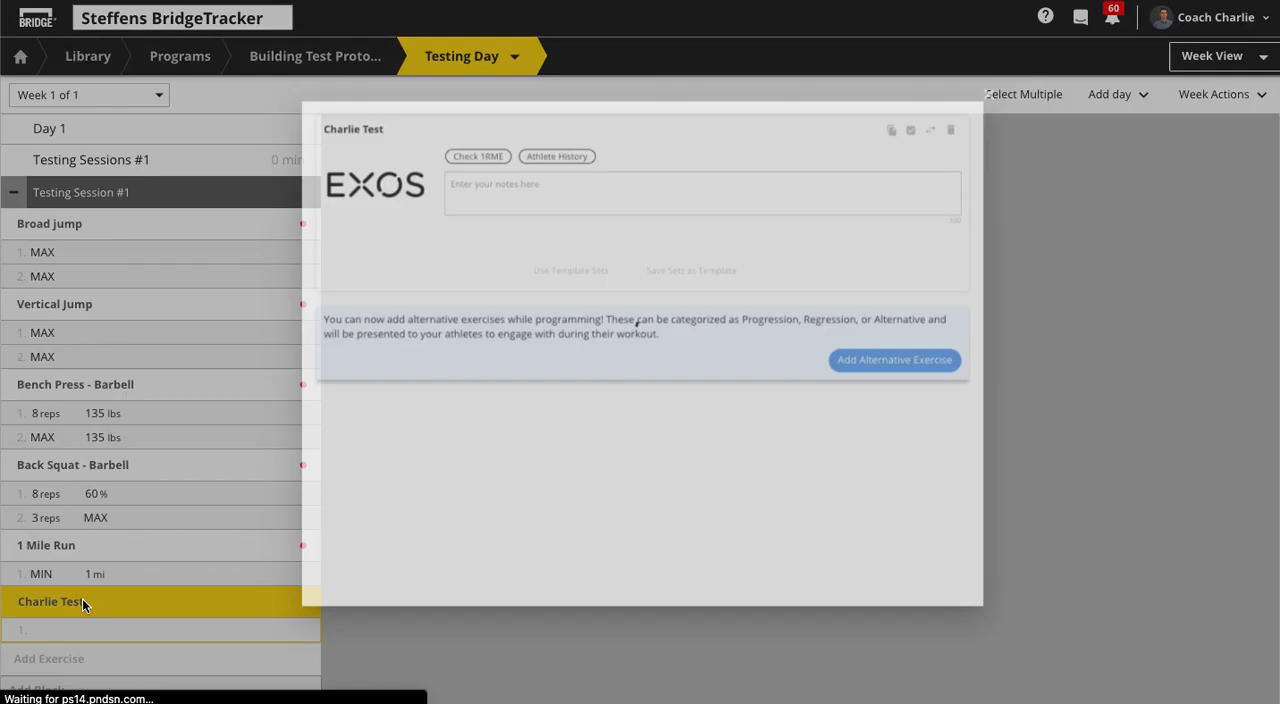 BRIDGE
Steffens BridgeTracker
60
Coach Charlie
Library
Programs
Building Test Proto...
Testing Day
Week View
Week 1 of 1
Select Multiple
Add day
Week Actions
Day 1
Testing Sessions #1 0 min
Testing Session #1
Broad jump
1. MAX
2. MAX
Vertical Jump
1. MAX
2. MAX
Bench Press - Barbell
1. 8 reps 135 lbs
2. MAX 135 lbs
Back Squat - Barbell
1. 8 reps 60 %
2. 3 reps MAX
1 Mile Run
1. MIN 1 mi
Charlie Test
1.
Add Exercise
Add Block
Waiting for ps14.pndsn.com...
Charlie Test
Check 1RME
Athlete History
EXOS
Enter your notes here
300
Use Template Sets
Save Sets as Template
You can now add alternative exercises while programming! These can be categorized as Progression, Regression, or Alternative and
will be presented to your athletes to engage with during their workout.
Add Alternative Exercise